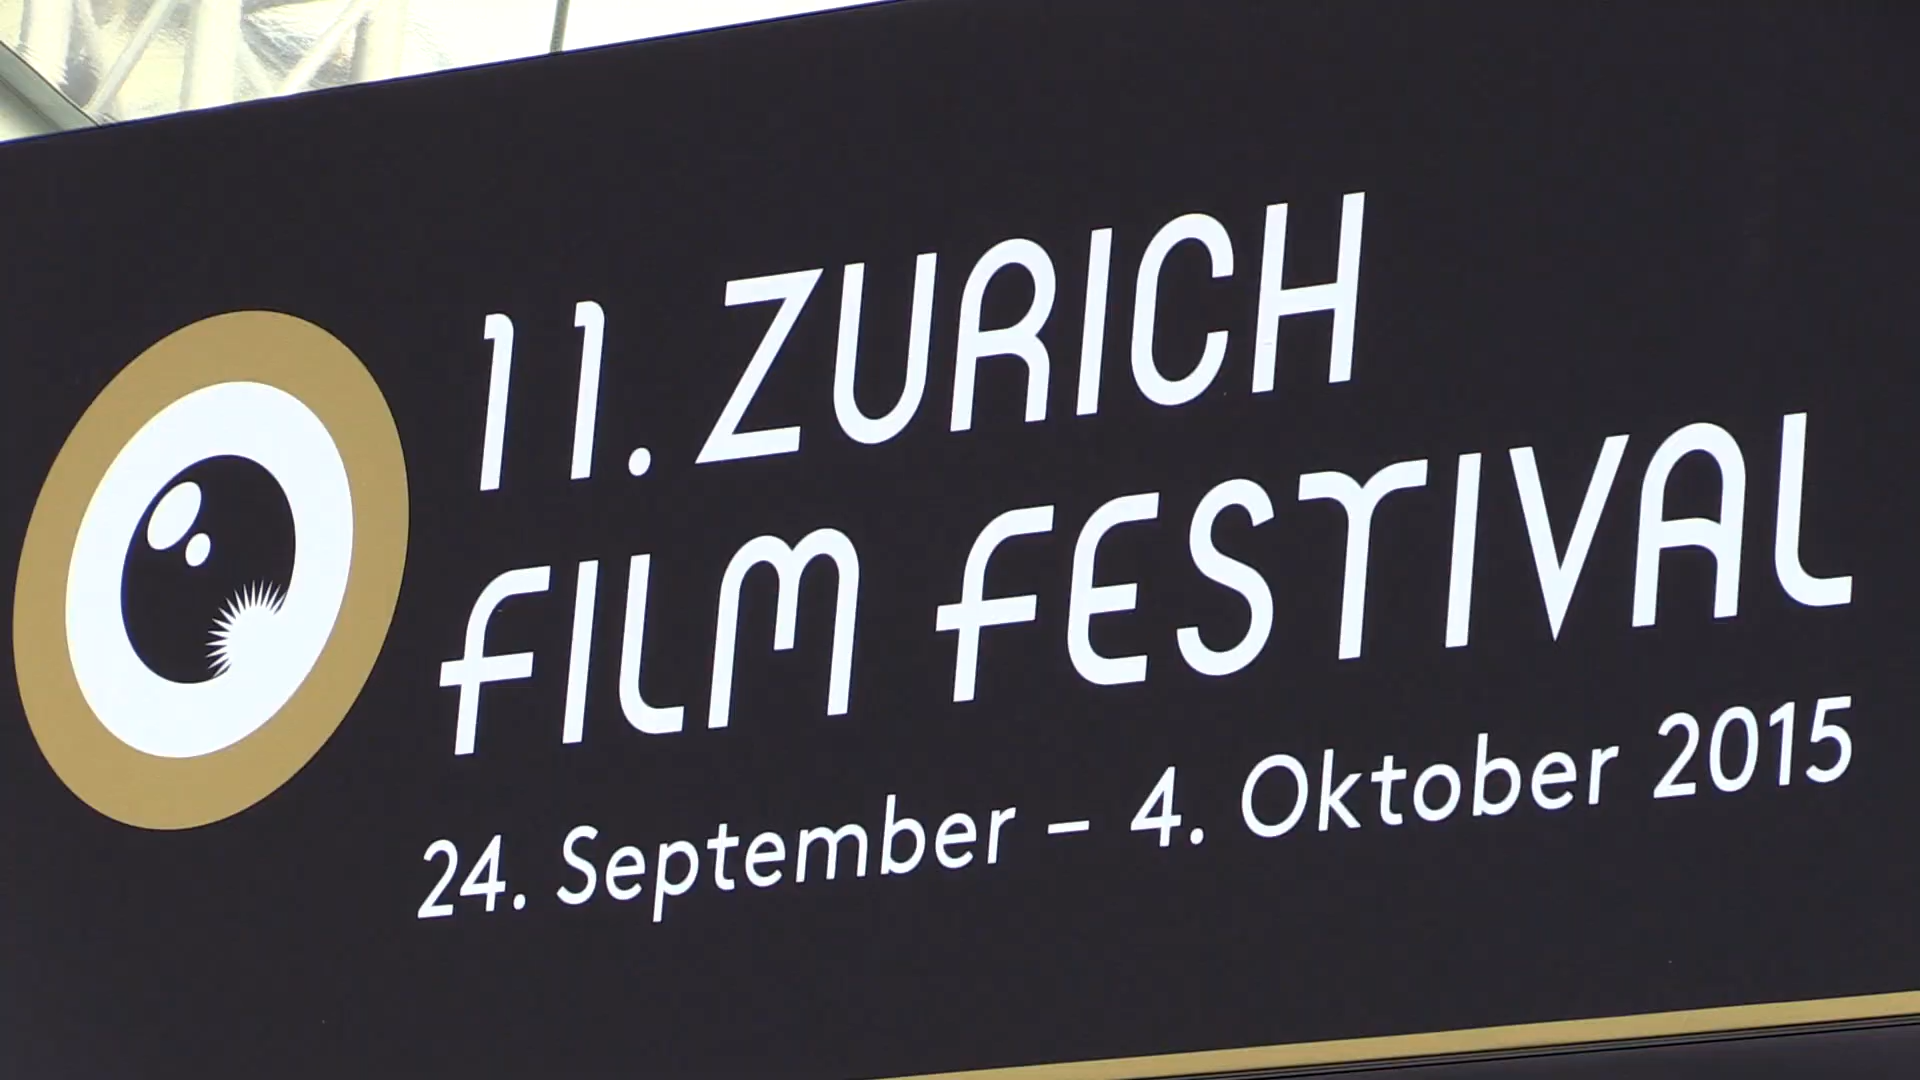 11. ZURICH
FILM FESTIVAL
24. September – 4. Oktober 2015